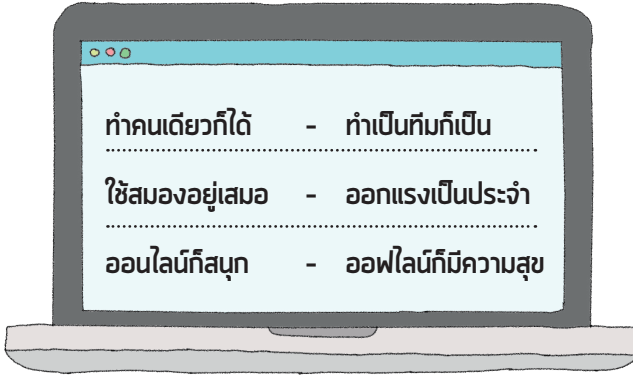 ทำคนเดียวก็ได้ - ทำเป็นทีมก็เป็น
ใช้สมองอยู่เสมอ - ออกแรงเป็นประจำ
ออนไลน์ก็สนุก - ออฟไลน์ก็มีความสุข